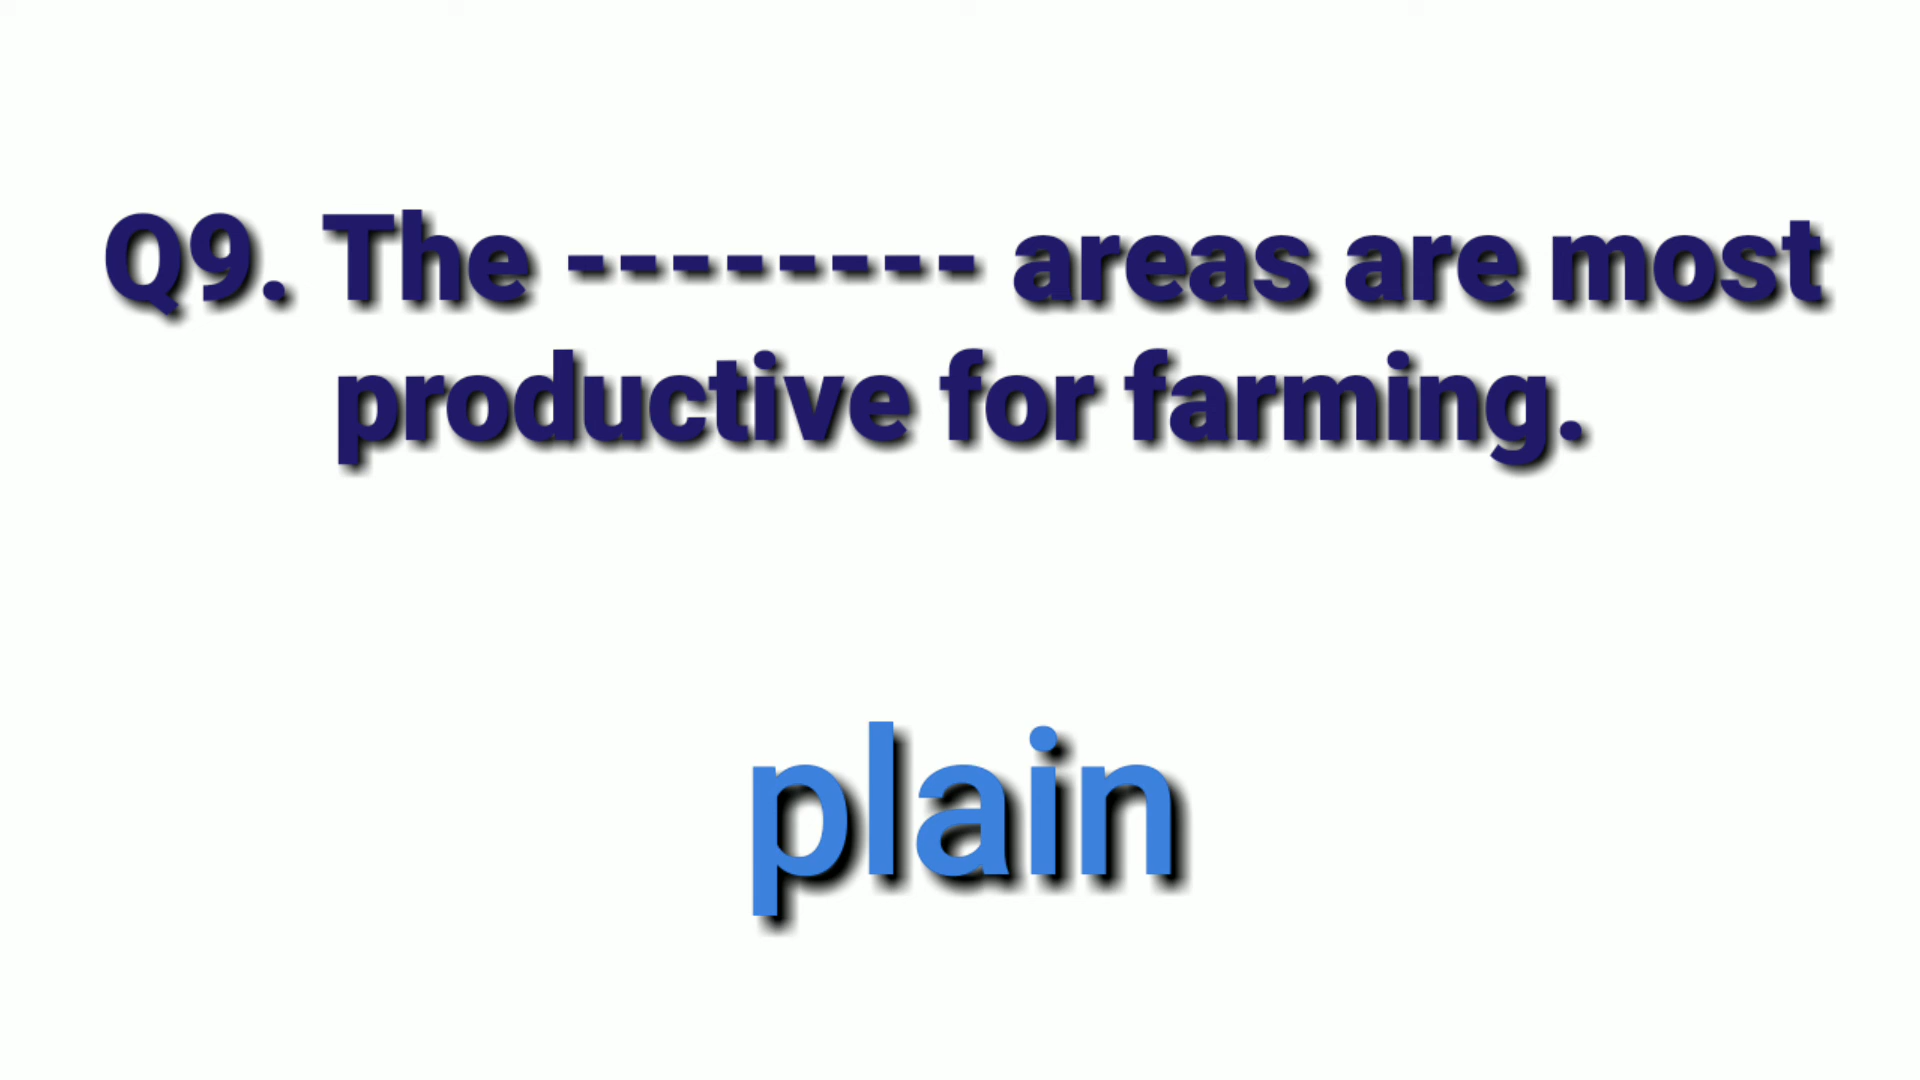 Q9. The -------- areas are most
productive for farming.
plain